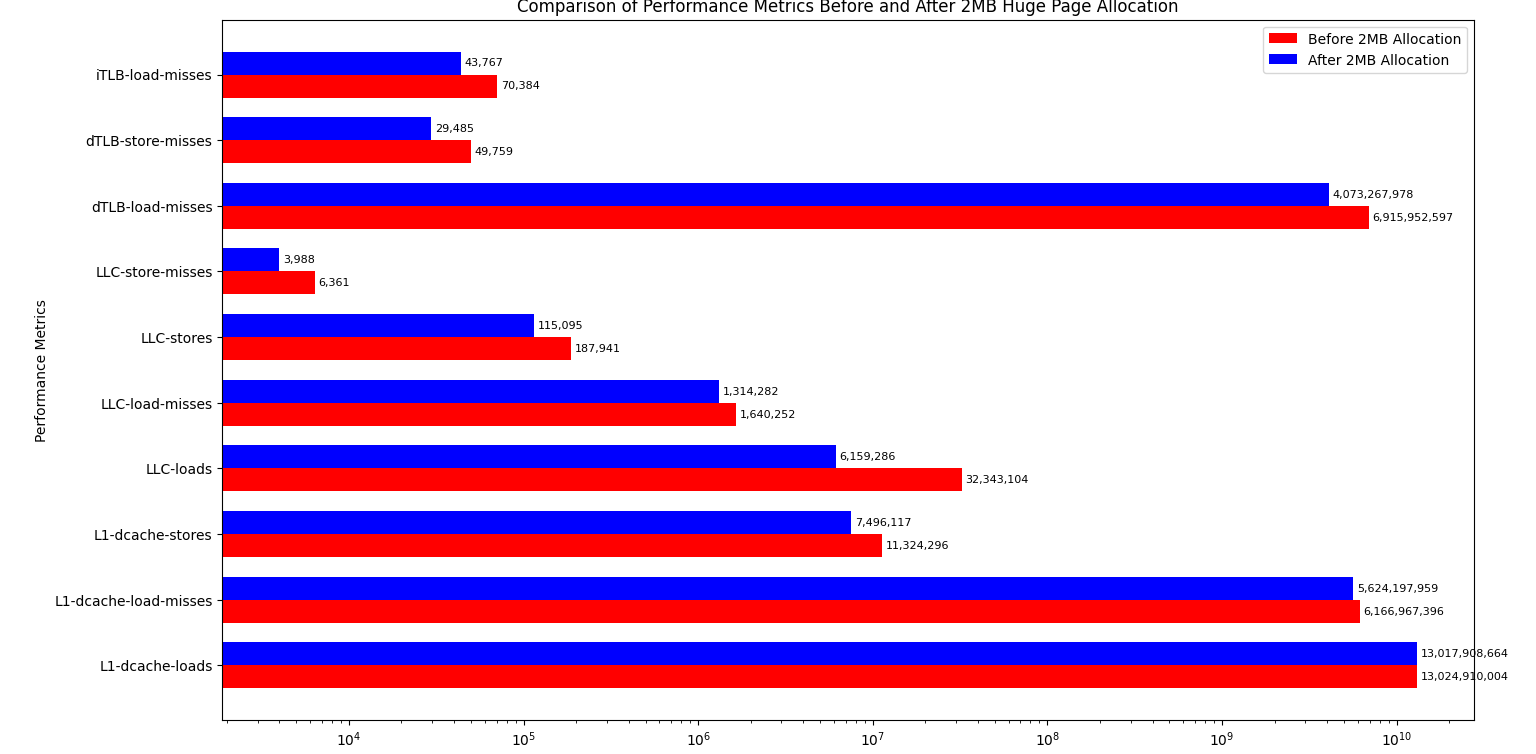 Comparison of Performance Metrics Before and After 2MB Huge Page Allocation
Before 2MB Allocation
After 2MB Allocation
Performance Metrics
iTLB-load-misses
43,767
70,384
dTLB-store-misses
29,485
49,759
dTLB-load-misses
4,073,267,978
6,915,952,597
LLC-store-misses
3,988
6,361
LLC-stores
115,095
187,941
LLC-load-misses
1,314,282
1,640,252
LLC-loads
6,159,286
32,343,104
L1-dcache-stores
7,496,117
11,324,296
L1-dcache-load-misses
5,624,197,959
6,166,967,396
L1-dcache-loads
13,017,908,664
13,024,910,004
10⁴ 10⁵ 10⁶ 10⁷ 10⁸ 10⁹ 10¹⁰